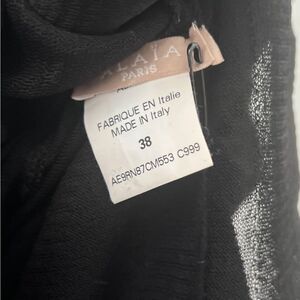 ALAÏA
PARIS
FABRIQUE EN Italie
MADE IN Italy
38
AE9RN87CM553 C999